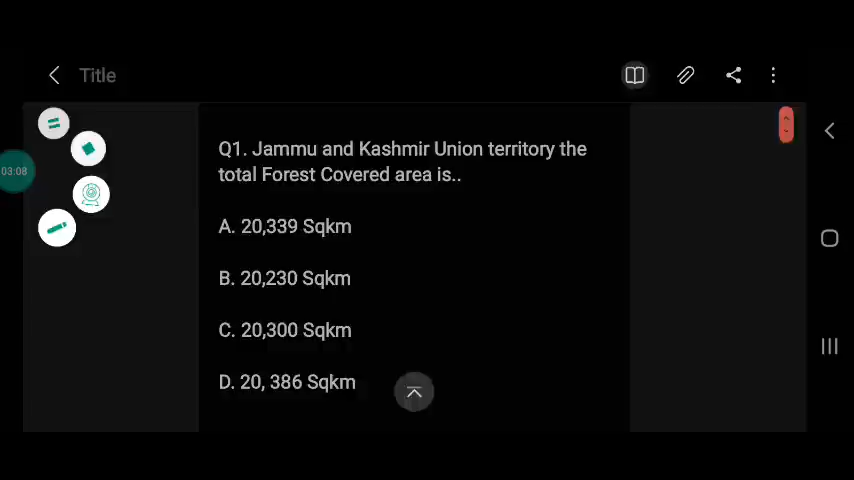 Title
03:08
Q1. Jammu and Kashmir Union territory the
total Forest Covered area is..
A. 20,339 Sqkm
B. 20,230 Sqkm
C. 20,300 Sqkm
D. 20, 386 Sqkm